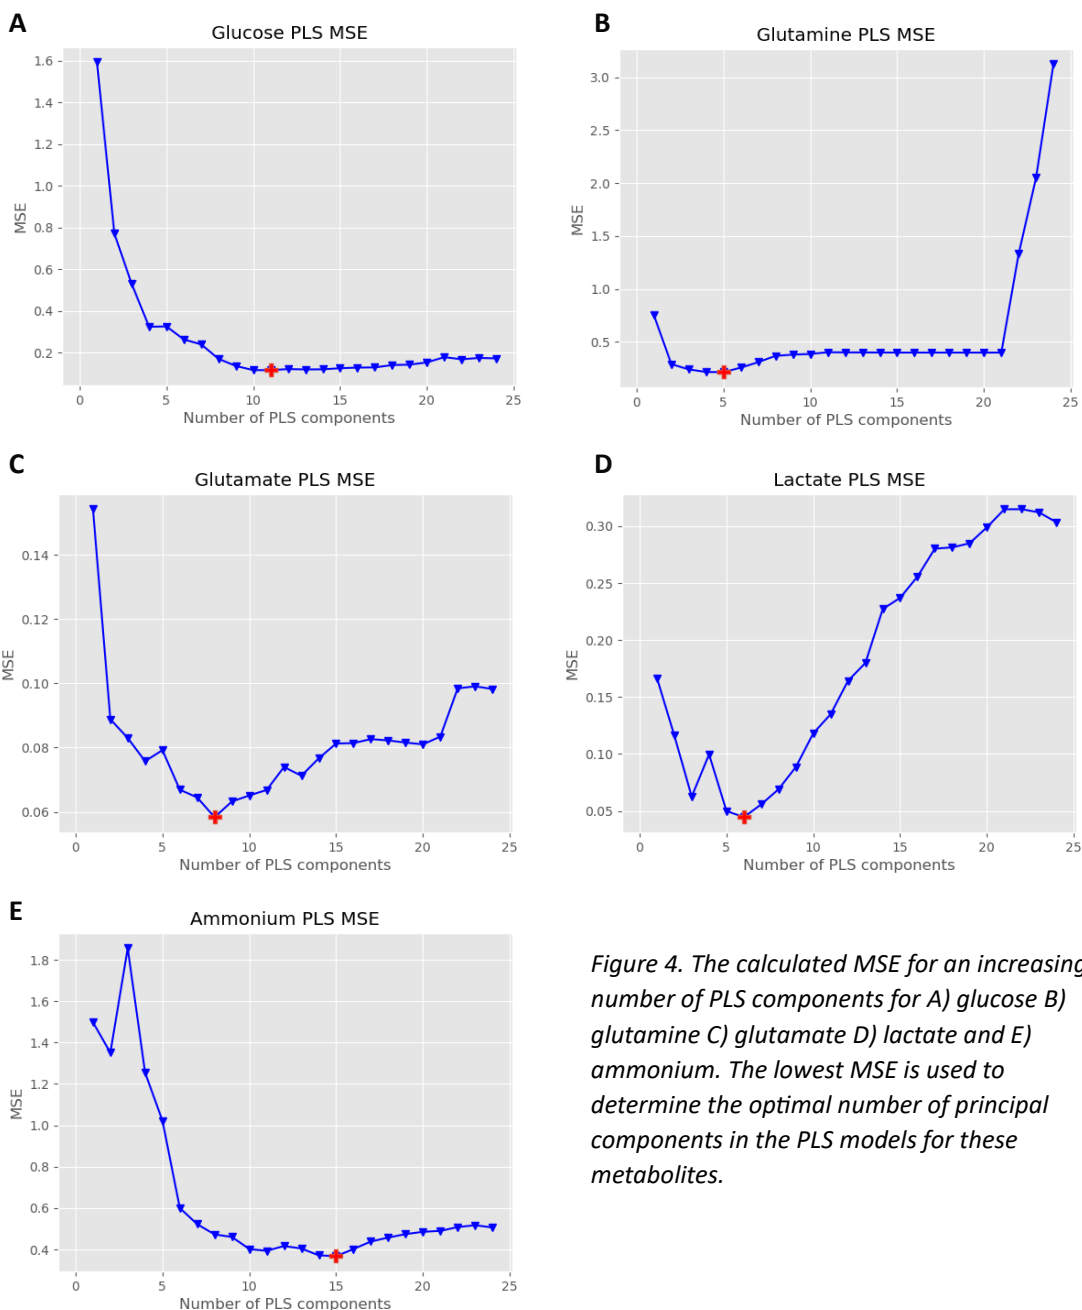 A
Glucose PLS MSE
1.6
1.4
1.2
1.0
0.8
0.6
0.4
0.2
MSE
0 5 10 15 20 25
Number of PLS components
B
Glutamine PLS MSE
3.0
2.5
2.0
1.5
1.0
0.5
MSE
0 5 10 15 20 25
Number of PLS components
C
Glutamate PLS MSE
0.14
0.12
0.10
0.08
0.06
MSE
0 5 10 15 20 25
Number of PLS components
D
Lactate PLS MSE
0.30
0.25
0.20
0.15
0.10
0.05
MSE
0 5 10 15 20 25
Number of PLS components
E
Ammonium PLS MSE
1.8
1.6
1.4
1.2
1.0
0.8
0.6
0.4
MSE
0 5 10 15 20 25
Number of PLS components
Figure 4. The calculated MSE for an increasing
number of PLS components for A) glucose B)
glutamine C) glutamate D) lactate and E)
ammonium. The lowest MSE is used to
determine the optimal number of principal
components in the PLS models for these
metabolites.